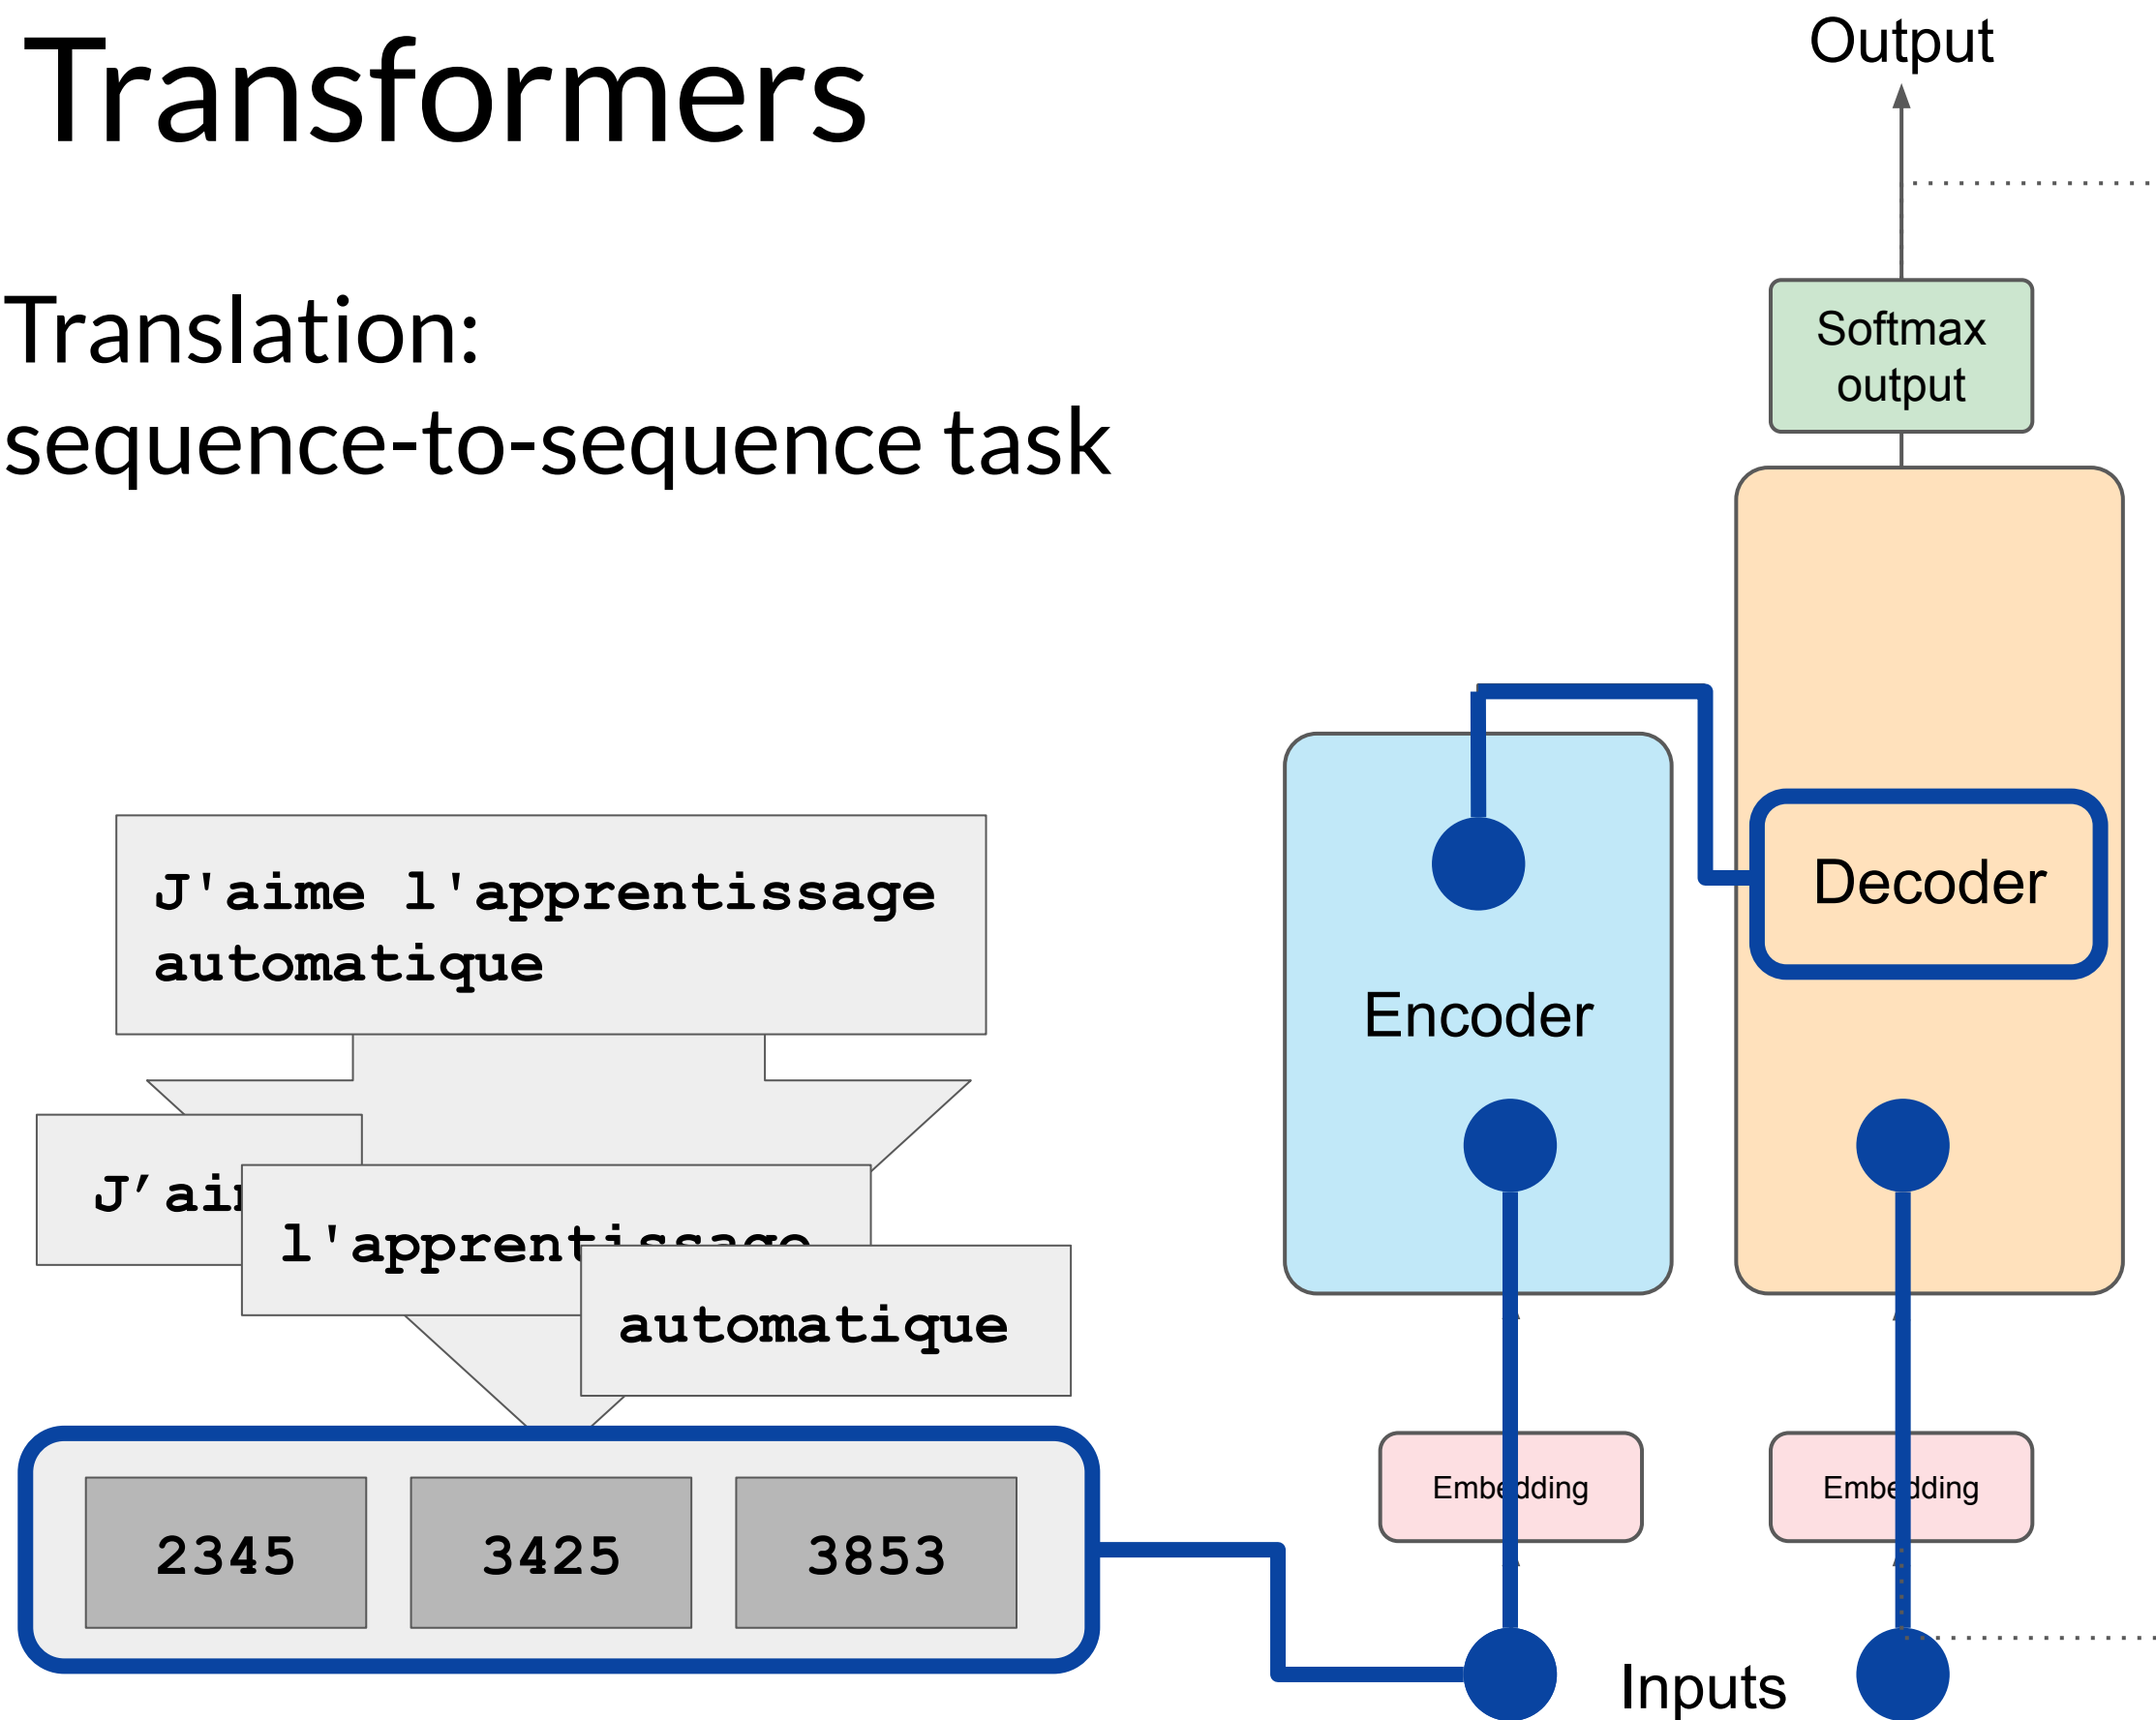 Transformers
Translation:
sequence-to-sequence task
J'aime l'apprentissage
automatique
l'apprentissage
automatique
2345 3425 3853
Output
Softmax
output
Decoder
Encoder
Embedding Embedding
Inputs